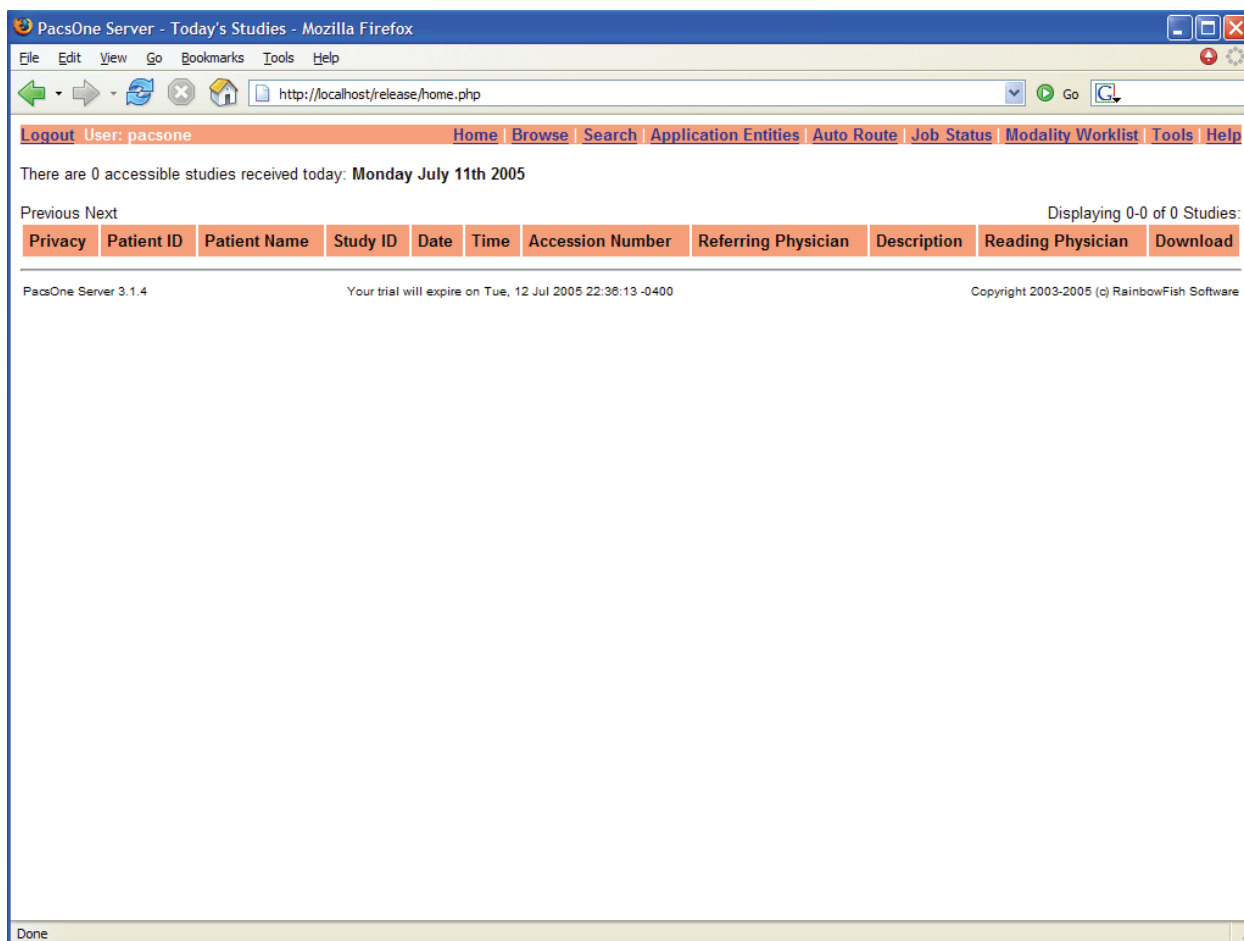 PacsOne Server - Today's Studies - Mozilla Firefox
File Edit View Go Bookmarks Tools Help
http://localhost/release/home.php Go G
Logout User: pacsone Home | Browse | Search | Application Entities | Auto Route | Job Status | Modality Worklist | Tools | Help
There are 0 accessible studies received today: Monday July 11th 2005
Previous Next Displaying 0-0 of 0 Studies:
Privacy Patient ID Patient Name Study ID Date Time Accession Number Referring Physician Description Reading Physician Download
PacsOne Server 3.1.4 Your trial will expire on Tue, 12 Jul 2005 22:36:13 -0400 Copyright 2003-2005 (c) RainbowFish Software
Done